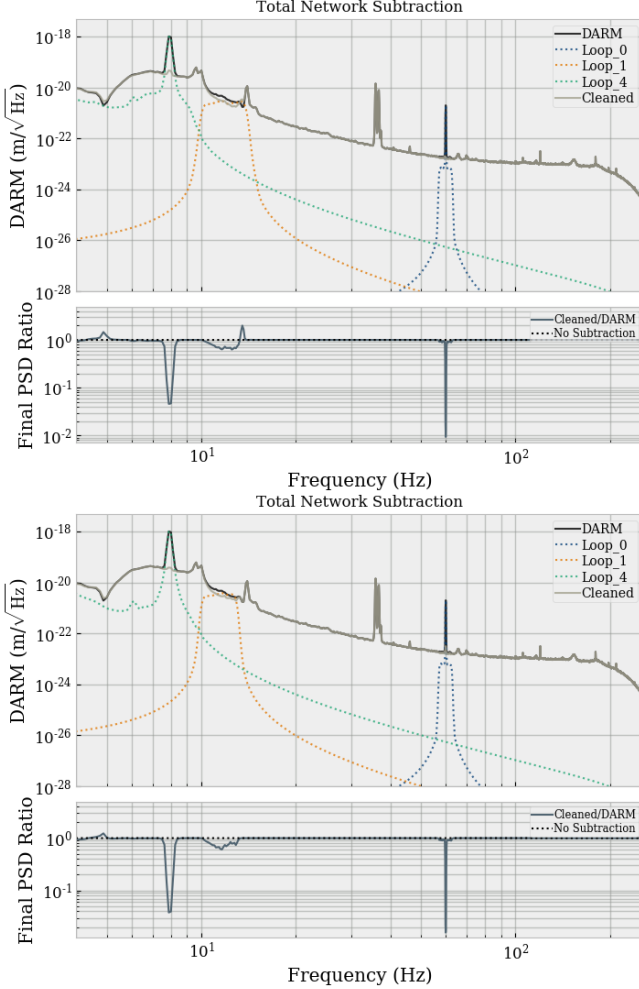 Total Network Subtraction
10⁻¹⁸
10⁻²⁰
10⁻²²
10⁻²⁴
10⁻²⁶
10⁻²⁸
DARM (m/√Hz)
DARM
Loop_0
Loop_1
Loop_4
Cleaned
10⁰
10⁻¹
10⁻²
Final PSD Ratio
Cleaned/DARM
No Subtraction
10¹
10²
Frequency (Hz)
Total Network Subtraction
10⁻¹⁸
10⁻²⁰
10⁻²²
10⁻²⁴
10⁻²⁶
10⁻²⁸
DARM (m/√Hz)
DARM
Loop_0
Loop_1
Loop_4
Cleaned
10⁰
10⁻¹
Final PSD Ratio
Cleaned/DARM
No Subtraction
10¹
10²
Frequency (Hz)